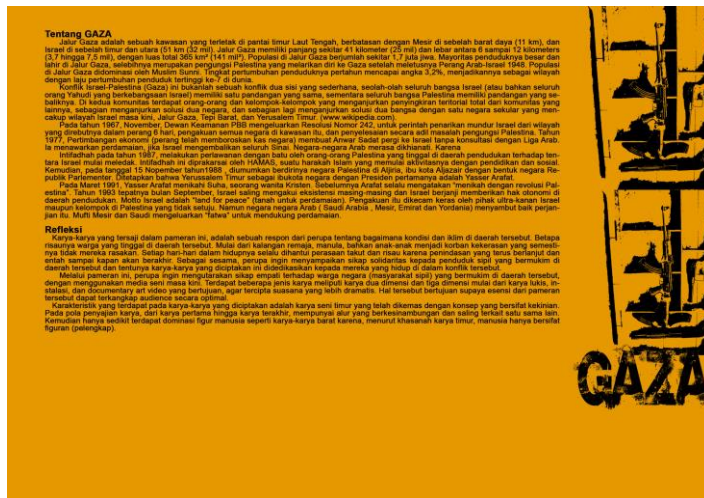 Tentang GAZA
Jalur Gaza adalah sebuah kawasan yang terletak di pantai timur Laut Tengah, berbatasan dengan Mesir di sebelah barat daya (11 km), dan
Israel di sebelah timur dan utara (51 km (32 mil). Jalur Gaza memiliki panjang sekitar 41 kilometer (25 mil) dan lebar antara 6 sampai 12 kilometers
(3,7 hingga 7,5 mil), dengan luas total 365 km² (141 mil²). Populasi di Jalur Gaza berjumlah sekitar 1,7 juta jiwa. Mayoritas penduduknya besar dan
lahir di Jalur Gaza, selebihnya merupakan pengungsi Palestina yang melarikan diri ke Gaza setelah meletusnya Perang Arab-Israel 1948. Populasi
di Jalur Gaza didominasi oleh Muslim Sunni. Tingkat pertumbuhan penduduknya pertahun mencapai angka 3,2%, menjadikannya sebagai wilayah
dengan laju pertumbuhan penduduk tertinggi ke-7 di dunia.
Konflik Israel-Palestina (Gaza) ini bukanlah sebuah konflik dua sisi yang sederhana, seolah-olah seluruh bangsa Israel (atau bahkan seluruh
orang Yahudi yang berkebangsaan Israel) memiliki satu pandangan yang sama, sementara seluruh bangsa Palestina memiliki pandangan yang se-
baliknya. Di kedua komunitas terdapat orang-orang dan kelompok-kelompok yang menganjurkan penyingkiran teritorial total dari komunitas yang
lainnya, sebagian menganjurkan solusi dua negara, dan sebagian lagi menganjurkan solusi dua bangsa dengan satu negara sekular yang men-
cakup wilayah Israel masa kini, Jalur Gaza, Tepi Barat, dan Yerusalem Timur. (www.wikipedia.com).
Pada tahun 1967, November, Dewan Keamanan PBB mengeluarkan Resolusi Nomor 242, untuk perintah penarikan mundur Israel dari wilayah
yang direbutnya dalam perang 6 hari, pengakuan semua negara di kawasan itu, dan penyelesaian secara adil masalah pengungsi Palestina. Tahun
1977, Pertimbangan ekonomi (perang telah memboroskan kas negara) membuat Anwar Sadat pergi ke Israel tanpa konsultasi dengan Liga Arab.
Ia menawarkan perdamaian, jika Israel mengembalikan seluruh Sinai. Negara-negara Arab merasa dikhianati. Karena
Intifadhah pada tahun 1987, melakukan perlawanan dengan batu oleh orang-orang Palestina yang tinggal di daerah pendudukan terhadap ten-
tara Israel mulai meledak. Intifadhah ini diprakarsai oleh HAMAS, suatu harakah Islam yang memulai aktivitasnya dengan pendidikan dan sosial.
Kemudian, pada tanggal 15 Nopember tahun1988 , diumumkan berdirinya negara Palestina di Aljiria, ibu kota Aljazair dengan bentuk negara Re-
publik Parlementer. Ditetapkan bahwa Yerussalem Timur sebagai ibukota negara dengan Presiden pertamanya adalah Yasser Arafat.
Pada Maret 1991, Yasser Arafat menikahi Suha, seorang wanita Kristen. Sebelumnya Arafat selalu mengatakan “menikah dengan revolusi Pal-
estina”. Tahun 1993 tepatnya bulan September, Israel saling mengakui eksistensi masing-masing dan Israel berjanji memberikan hak otonomi di
daerah pendudukan. Motto Israel adalah “land for peace” (tanah untuk perdamaian). Pengakuan itu dikecam keras oleh pihak ultra-kanan Israel
maupun kelompok di Palestina yang tidak setuju. Namun negara negara Arab ( Saudi Arabia , Mesir, Emirat dan Yordania) menyambut baik perjan-
jian itu. Mufti Mesir dan Saudi mengeluarkan “fatwa” untuk mendukung perdamaian.
Refleksi
Karya-karya yang tersaji dalam pameran ini, adalah sebuah respon dari perupa tentang bagaimana kondisi dan iklim di daerah tersebut. Betapa
risaunya warga yang tinggal di daerah tersebut. Mulai dari kalangan remaja, manula, bahkan anak-anak menjadi korban kekerasan yang semesti-
nya tidak mereka rasakan. Setiap hari-hari dalam hidupnya selalu dihantui perasaan takut dan risau karena penindasan yang terus berlanjut dan
entah sampai kapan akan berakhir. Sebagai sesama, perupa ingin menyampaikan sikap solidaritas kepada penduduk sipil yang bermukim di
daerah tersebut dan tentunya karya-karya yang diciptakan ini didedikasikan kepada mereka yang hidup di dalam konflik tersebut.
Melalui pameran ini, perupa ingin mengutarakan sikap empati terhadap warga negara (masyarakat sipil) yang bermukim di daerah tersebut,
dengan menggunakan media seni masa kini. Terdapat beberapa jenis karya meliputi karya dua dimensi dan tiga dimensi mulai dari karya lukis, in-
stalasi, dan documentary art video yang bertujuan, agar tercipta suasana yang lebih dramatis. Hal tersebut bertujuan supaya esensi dari pameran
tersebut dapat terkangkap audience secara optimal.
Karakteristik yang terdapat pada karya-karya yang diciptakan adalah karya seni yang telah dikemas dengan konsep yang bersifat kekinian.
Pada pola penyajian karya, dari karya pertama hingga karya terakhir, mempunyai alur yang berkesinambungan dan saling terkait satu sama lain.
Kemudian hanya sedikit terdapat dominasi figur manusia seperti karya-karya barat karena, menurut khasanah karya timur, manusia hanya bersifat
figuran (pelengkap).
GAZA